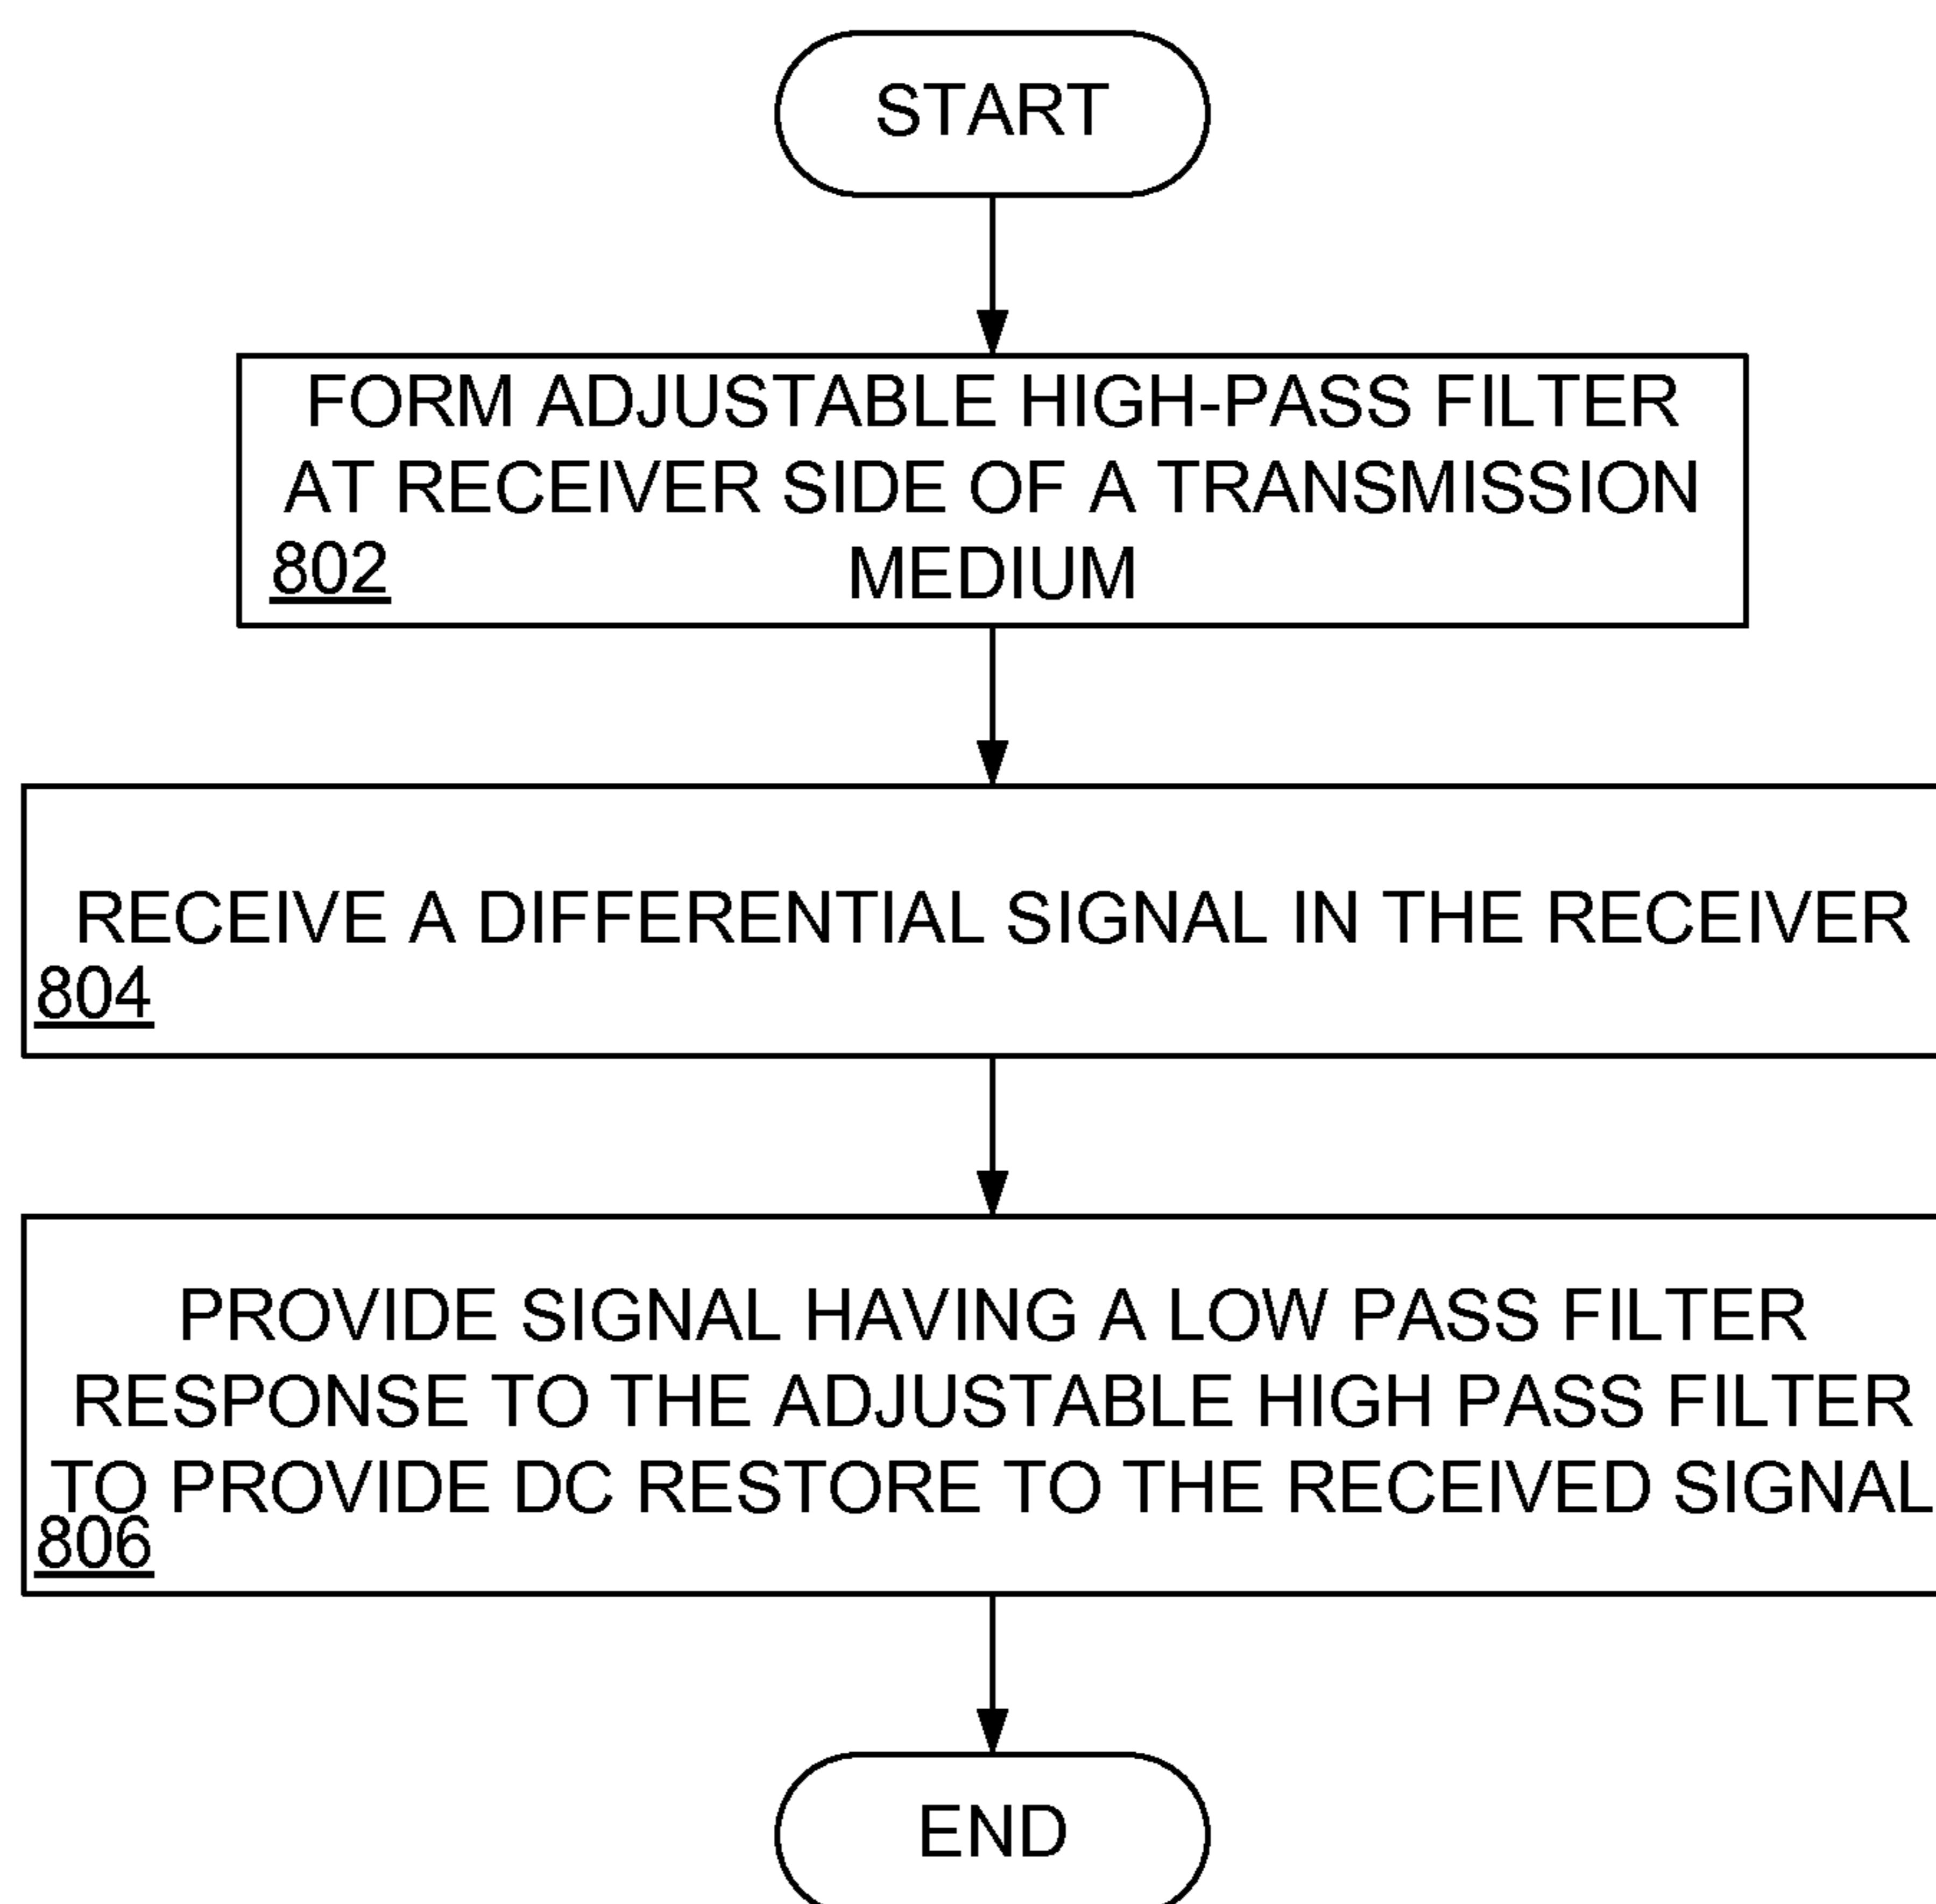 START
FORM ADJUSTABLE HIGH-PASS FILTER
AT RECEIVER SIDE OF A TRANSMISSION
802 MEDIUM
RECEIVE A DIFFERENTIAL SIGNAL IN THE RECEIVER
804
PROVIDE SIGNAL HAVING A LOW PASS FILTER
RESPONSE TO THE ADJUSTABLE HIGH PASS FILTER
TO PROVIDE DC RESTORE TO THE RECEIVED SIGNAL
806
END